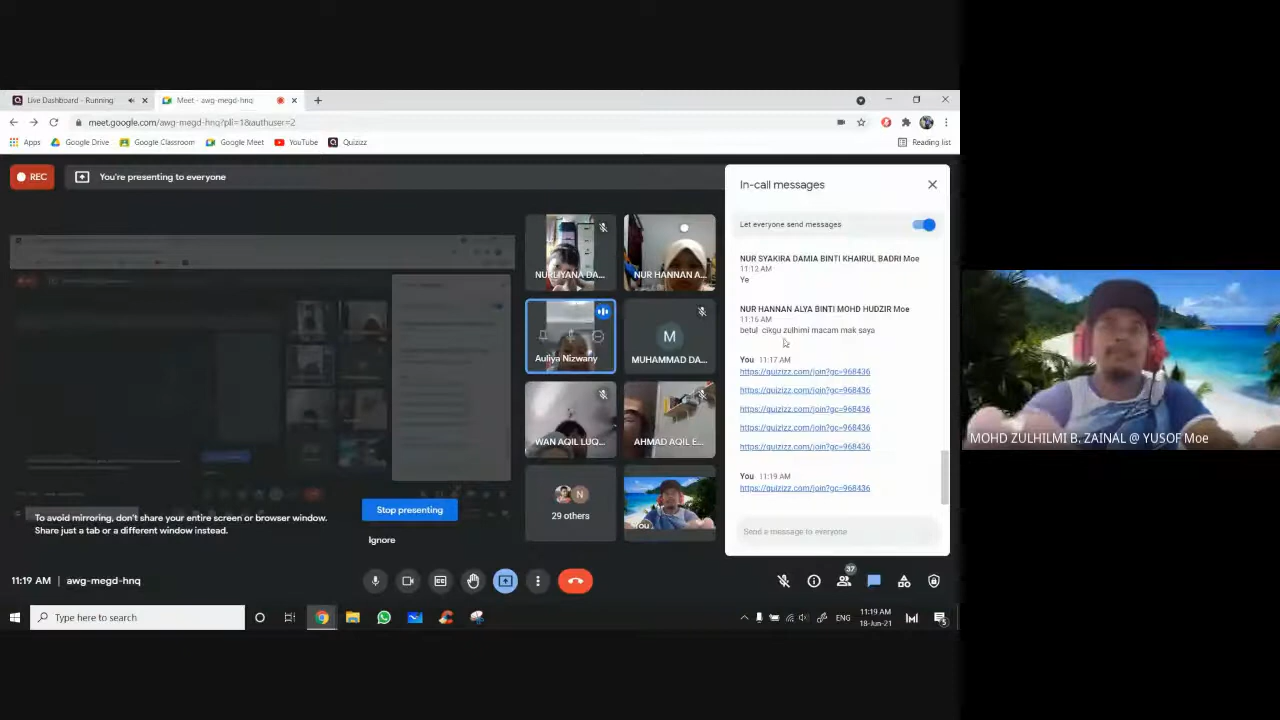 Live Dashboard - Running
Meet - awg-megd-hnq
meet.google.com/awg-megd-hnq?pli=1&authuser=2
Apps
Google Drive
Google Classroom
Google Meet
YouTube
Quizizz
Reading list
REC
You're presenting to everyone
In-call messages
Let everyone send messages
NUR SYAKIRA DAMIA BINTI KHAIRUL BADRI Moe
11:12 AM
Ye
NUR HANNAN ALYA BINTI MOHD HUDZIR Moe
11:16 AM
betul cikgu zulhimi macam mak saya
You 11:17 AM
https://quizizz.com/join?gc=968436
https://quizizz.com/join?gc=968436
https://quizizz.com/join?gc=968436
https://quizizz.com/join?gc=968436
https://quizizz.com/join?gc=968436
You 11:19 AM
https://quizizz.com/join?gc=968436
Send a message to everyone
NURLIYANA DA...
NUR HANNAN A...
Auliya Nizwany
M
MUHAMMAD DA...
WAN AQIL LUQ...
AHMAD AQIL E...
N
29 others
You
To avoid mirroring, don't share your entire screen or browser window.
Share just a tab or a different window instead.
Stop presenting
Ignore
11:19 AM | awg-megd-hnq
37
Type here to search
ENG
11:19 AM
18-Jun-21
5
MOHD ZULHILMI B. ZAINAL @ YUSOF Moe